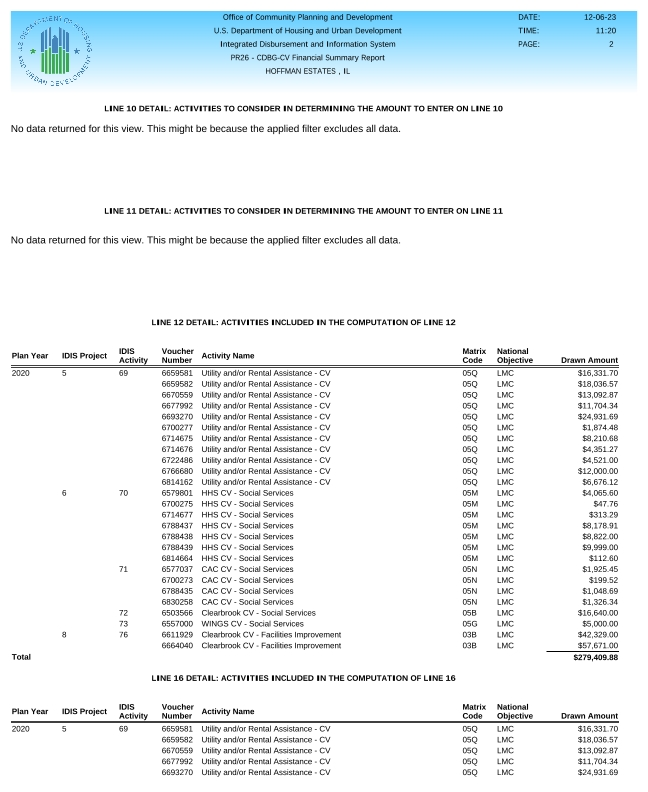 U.S. DEPARTMENT OF HOUSING AND URBAN DEVELOPMENT
Office of Community Planning and Development DATE: 12-06-23
U.S. Department of Housing and Urban Development TIME: 11:20
Integrated Disbursement and Information System PAGE: 2
PR26 - CDBG-CV Financial Summary Report
HOFFMAN ESTATES , IL
LINE 10 DETAIL: ACTIVITIES TO CONSIDER IN DETERMINING THE AMOUNT TO ENTER ON LINE 10
No data returned for this view. This might be because the applied filter excludes all data.
LINE 11 DETAIL: ACTIVITIES TO CONSIDER IN DETERMINING THE AMOUNT TO ENTER ON LINE 11
No data returned for this view. This might be because the applied filter excludes all data.
LINE 12 DETAIL: ACTIVITIES INCLUDED IN THE COMPUTATION OF LINE 12
Plan Year IDIS Project IDIS Activity Voucher Number Activity Name Matrix Code National Objective Drawn Amount
2020 5 69 6659581 Utility and/or Rental Assistance - CV 05Q LMC $16,331.70
6659582 Utility and/or Rental Assistance - CV 05Q LMC $18,036.57
6670559 Utility and/or Rental Assistance - CV 05Q LMC $13,092.87
6677992 Utility and/or Rental Assistance - CV 05Q LMC $11,704.34
6693270 Utility and/or Rental Assistance - CV 05Q LMC $24,931.69
6700277 Utility and/or Rental Assistance - CV 05Q LMC $1,874.48
6714675 Utility and/or Rental Assistance - CV 05Q LMC $8,210.68
6714676 Utility and/or Rental Assistance - CV 05Q LMC $4,351.27
6722486 Utility and/or Rental Assistance - CV 05Q LMC $4,521.00
6766680 Utility and/or Rental Assistance - CV 05Q LMC $12,000.00
6814162 Utility and/or Rental Assistance - CV 05Q LMC $6,676.12
6 70 6579801 HHS CV - Social Services 05M LMC $4,065.60
6700275 HHS CV - Social Services 05M LMC $47.76
6714677 HHS CV - Social Services 05M LMC $313.29
6788437 HHS CV - Social Services 05M LMC $8,178.91
6788438 HHS CV - Social Services 05M LMC $8,822.00
6788439 HHS CV - Social Services 05M LMC $9,999.00
6814664 HHS CV - Social Services 05M LMC $112.60
71 6577037 CAC CV - Social Services 05N LMC $1,925.45
6700273 CAC CV - Social Services 05N LMC $199.52
6788435 CAC CV - Social Services 05N LMC $1,048.69
6830258 CAC CV - Social Services 05N LMC $1,326.34
72 6503566 Clearbrook CV - Social Services 05B LMC $16,640.00
73 6557000 WINGS CV - Social Services 05G LMC $5,000.00
8 76 6611929 Clearbrook CV - Facilities Improvement 03B LMC $42,329.00
6664040 Clearbrook CV - Facilities Improvement 03B LMC $57,671.00
Total $279,409.88
LINE 16 DETAIL: ACTIVITIES INCLUDED IN THE COMPUTATION OF LINE 16
Plan Year IDIS Project IDIS Activity Voucher Number Activity Name Matrix Code National Objective Drawn Amount
2020 5 69 6659581 Utility and/or Rental Assistance - CV 05Q LMC $16,331.70
6659582 Utility and/or Rental Assistance - CV 05Q LMC $18,036.57
6670559 Utility and/or Rental Assistance - CV 05Q LMC $13,092.87
6677992 Utility and/or Rental Assistance - CV 05Q LMC $11,704.34
6693270 Utility and/or Rental Assistance - CV 05Q LMC $24,931.69